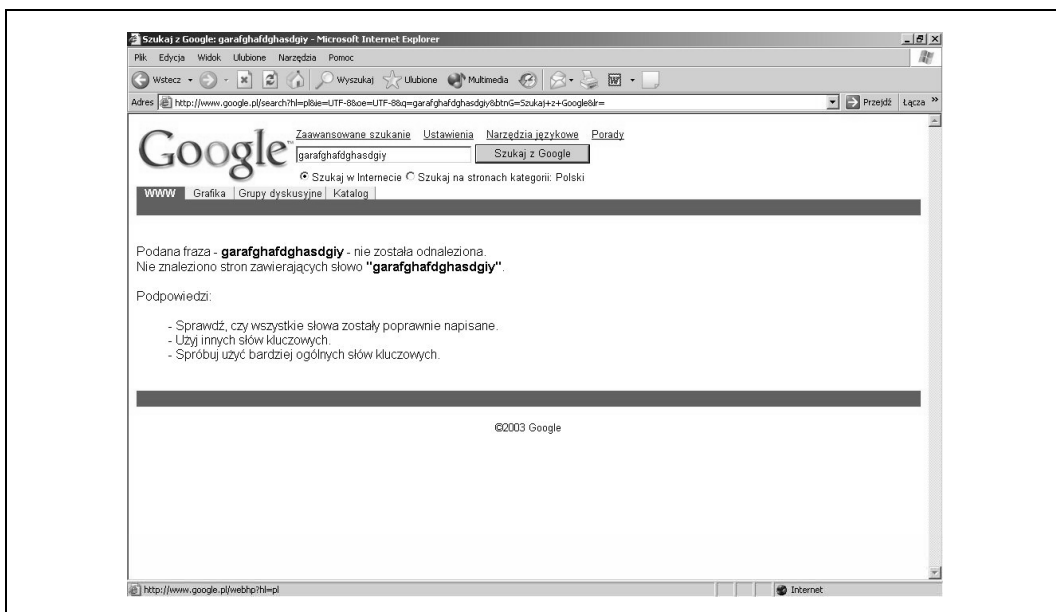 Szukaj z Google: garafghafdghasdgiy - Microsoft Internet Explorer
Plik Edycja Widok Ulubione Narzędzia Pomoc
Wstecz Wyszukaj Ulubione Multimedia
Adres http://www.google.pl/search?hl=pl&ie=UTF-8&oe=UTF-8&q=garafghafdghasdgiy&btnG=Szukaj+z+Google&lr= Przejdź Łącza »
Google™
Zaawansowane szukanie Ustawienia Narzędzia językowe Porady
garafghafdghasdgiy Szukaj z Google
Szukaj w Internecie Szukaj na stronach kategorii: Polski
WWW Grafika Grupy dyskusyjne Katalog
Podana fraza - garafghafdghasdgiy - nie została odnaleziona.
Nie znaleziono stron zawierających słowo "garafghafdghasdgiy".
Podpowiedzi:
- Sprawdź, czy wszystkie słowa zostały poprawnie napisane.
- Użyj innych słów kluczowych.
- Spróbuj użyć bardziej ogólnych słów kluczowych.
©2003 Google
http://www.google.pl/webhp?hl=pl Internet